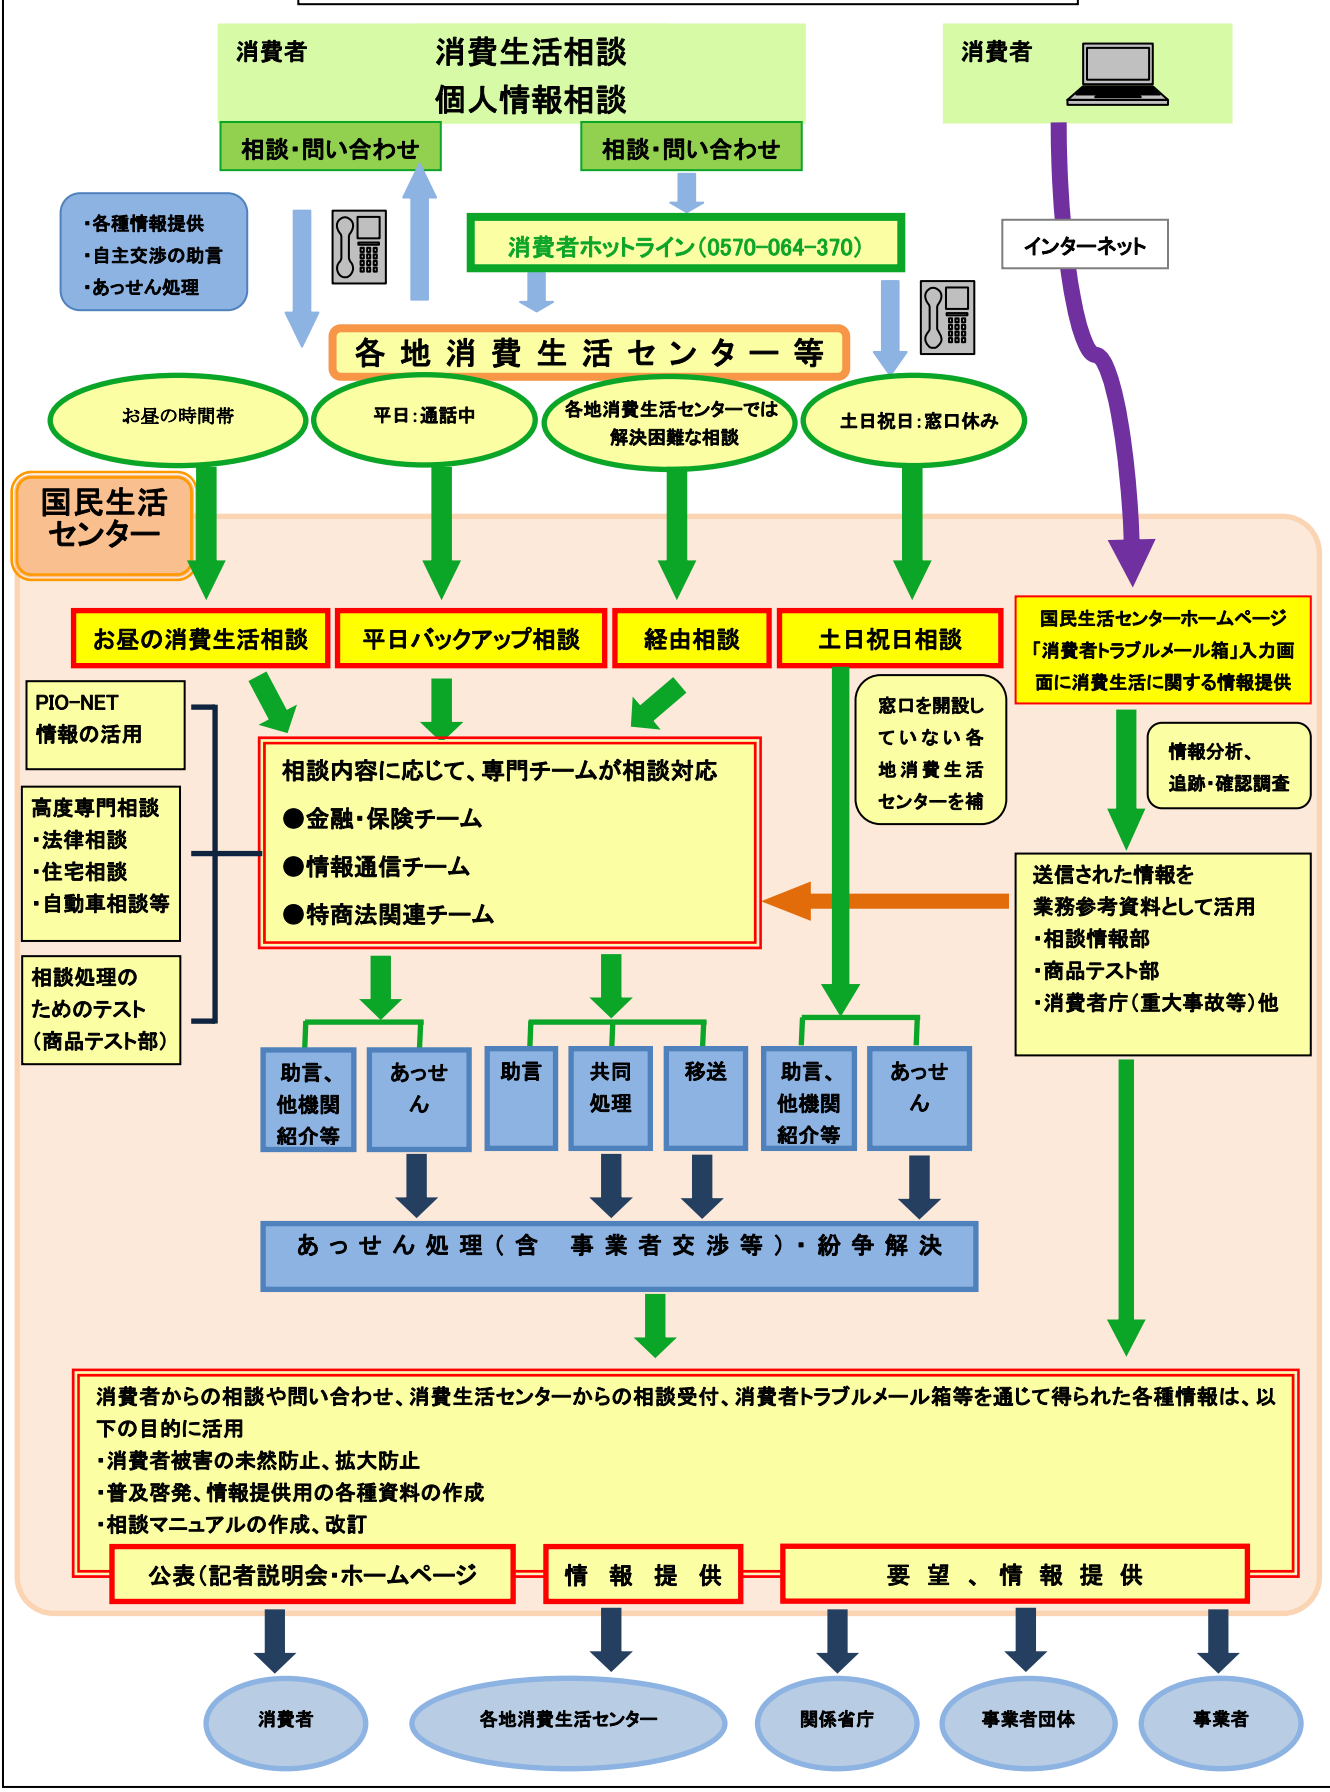 消費者
消費生活相談
個人情報相談
消費者
相談・問い合わせ
相談・問い合わせ
・各種情報提供
・自主交渉の助言
・あっせん処理
消費者ホットライン（0570-064-370）
インターネット
各地消費生活センター等
お昼の時間帯
平日：通話中
各地消費生活センターでは
解決困難な相談
土日祝日：窓口休み
国民生活
センター
お昼の消費生活相談
平日バックアップ相談
経由相談
土日祝日相談
国民生活センターホームページ
「消費者トラブルメール箱」入力画
面に消費生活に関する情報提供
PIO-NET
情報の活用
高度専門相談
・法律相談
・住宅相談
・自動車相談等
相談処理の
ためのテスト
（商品テスト部）
相談内容に応じて、専門チームが相談対応
●金融・保険チーム
●情報通信チーム
●特商法関連チーム
窓口を開設し
ていない各
地消費生活
センターを補
情報分析、
追跡・確認調査
送信された情報を
業務参考資料として活用
・相談情報部
・商品テスト部
・消費者庁（重大事故等）他
助言、
他機関
紹介等
あっせ
ん
助言
共同
処理
移送
助言、
他機関
紹介等
あっせ
ん
あっせん処理（含　事業者交渉等）・紛争解決
消費者からの相談や問い合わせ、消費生活センターからの相談受付、消費者トラブルメール箱等を通じて得られた各種情報は、以
下の目的に活用
・消費者被害の未然防止、拡大防止
・普及啓発、情報提供用の各種資料の作成
・相談マニュアルの作成、改訂
公表（記者説明会・ホームページ
情報提供
要望、情報提供
消費者
各地消費生活センター
関係省庁
事業者団体
事業者